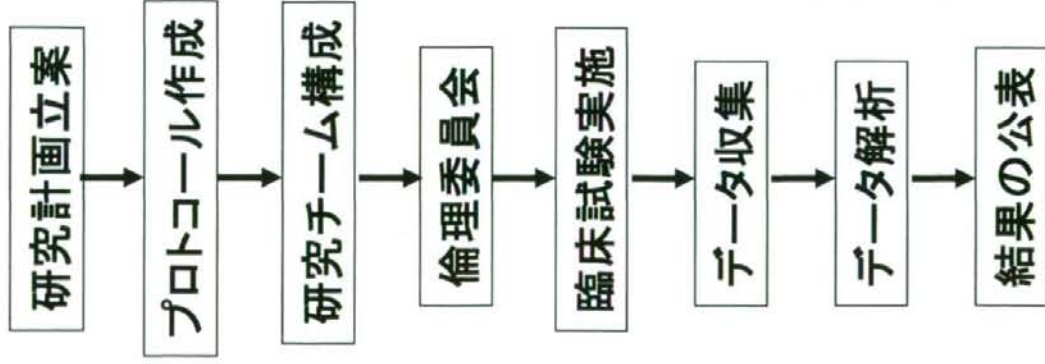 研究計画立案
プロトコール作成
研究チーム構成
倫理委員会
臨床試験実施
データ収集
データ解析
結果の公表